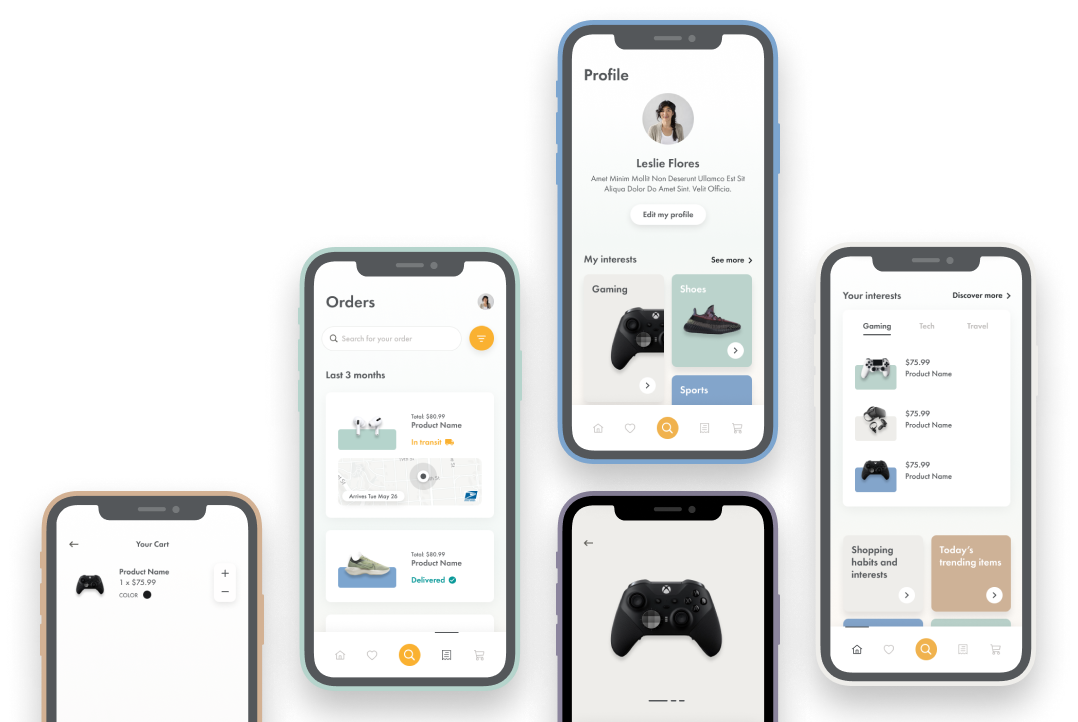 Profile
Leslie Flores
Amet Minim Mollit Non Deserunt Ullamco Est Sit
Aliqua Dolor Do Amet Sint. Velit Officia.
Edit my profile
My interests
See more
Gaming
Shoes
Sports
Orders
Search for your order
Last 3 months
Total: $80.99
Product Name
In transit
Arrives Tue May 26
Total: $80.99
Product Name
Delivered
Your interests
Discover more
Gaming
Tech
Travel
$75.99
Product Name
$75.99
Product Name
$75.99
Product Name
Shopping
habits and
interests
Today's
trending items
Your Cart
Product Name
1 x $75.99
COLOR
+
−